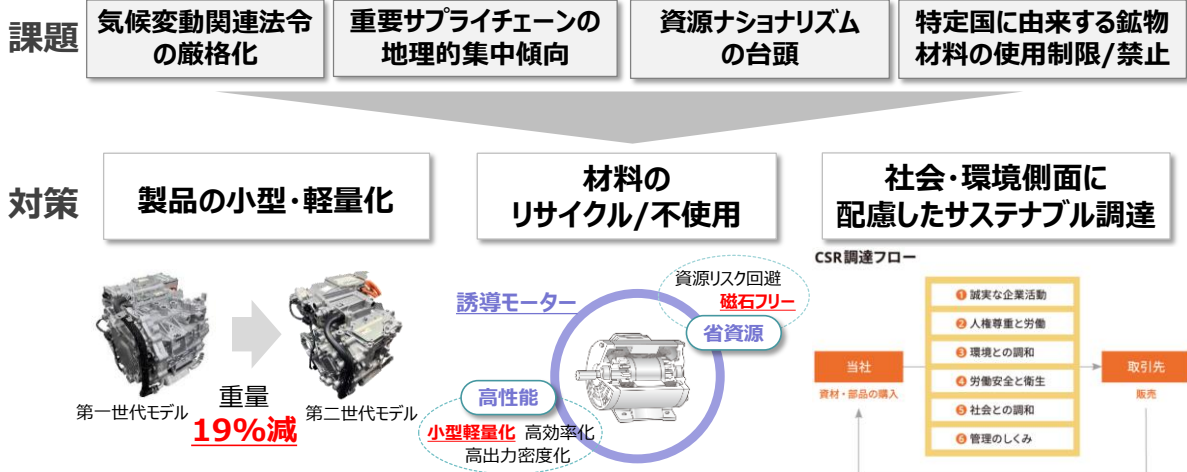 課題
気候変動関連法令
の厳格化
重要サプライチェーンの
地理的集中傾向
資源ナショナリズム
の台頭
特定国に由来する鉱物
材料の使用制限/禁止
対策
製品の小型・軽量化
材料の
リサイクル/不使用
社会・環境側面に
配慮したサステナブル調達
第一世代モデル
重量
19%減
第二世代モデル
誘導モーター
資源リスク回避
磁石フリー
省資源
高性能
小型軽量化 高効率化
高出力密度化
CSR調達フロー
当社
資材・部品の購入
❶ 誠実な企業活動
❷ 人権尊重と労働
❸ 環境との調和
❹ 労働安全と衛生
❺ 社会との調和
❻ 管理のしくみ
取引先
販売